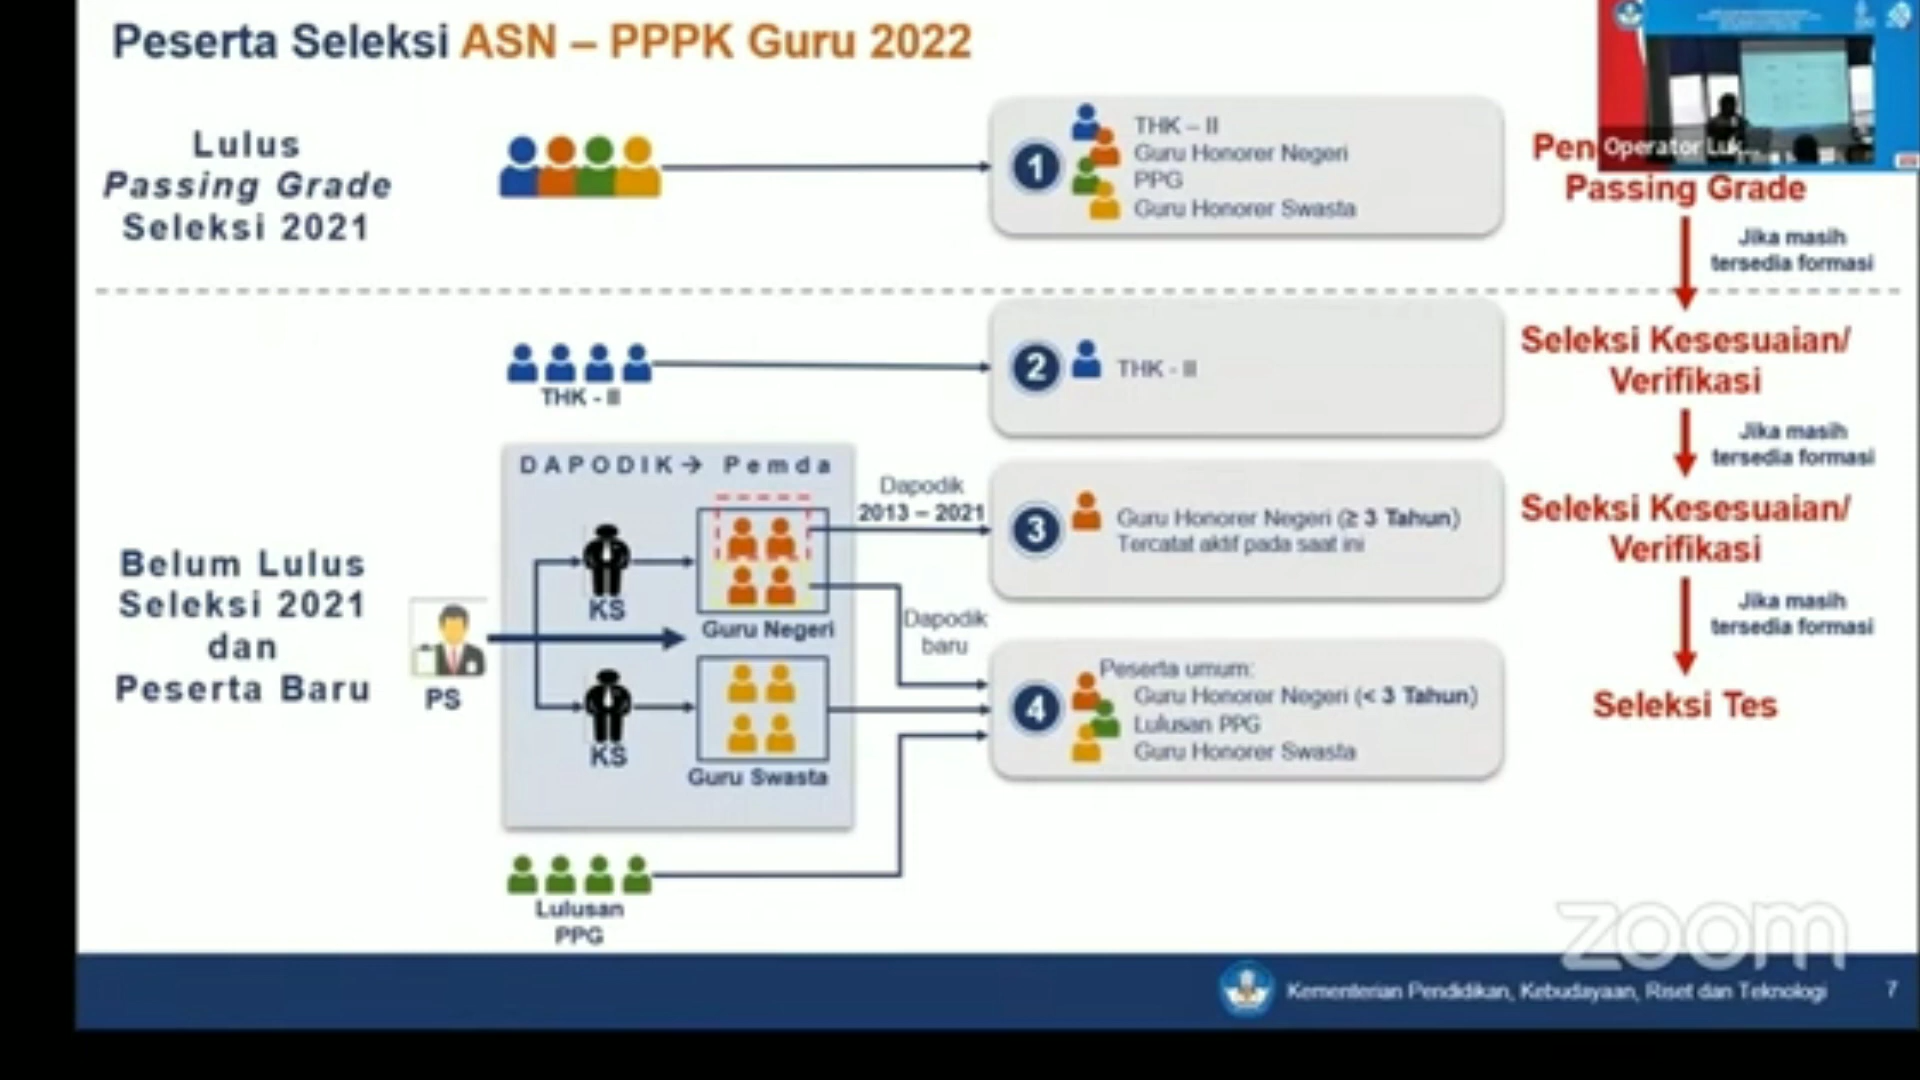 Peserta Seleksi ASN – PPPK Guru 2022
Lulus
Passing Grade
Seleksi 2021
1
THK – II
Guru Honorer Negeri
PPG
Guru Honorer Swasta
Pen
Operator Luk...
Passing Grade
Jika masih
tersedia formasi
THK - II
2
THK - II
Seleksi Kesesuaian/
Verifikasi
Jika masih
tersedia formasi
Belum Lulus
Seleksi 2021
dan
Peserta Baru
PS
DAPODIK → Pemda
KS
Guru Negeri
KS
Guru Swasta
Dapodik
2013 – 2021
3
Guru Honorer Negeri (≥ 3 Tahun)
Tercatat aktif pada saat ini
Seleksi Kesesuaian/
Verifikasi
Jika masih
tersedia formasi
Dapodik
baru
4
Peserta umum:
Guru Honorer Negeri (< 3 Tahun)
Lulusan PPG
Guru Honorer Swasta
Seleksi Tes
Lulusan
PPG
zoom
Kementerian Pendidikan, Kebudayaan, Riset dan Teknologi
7